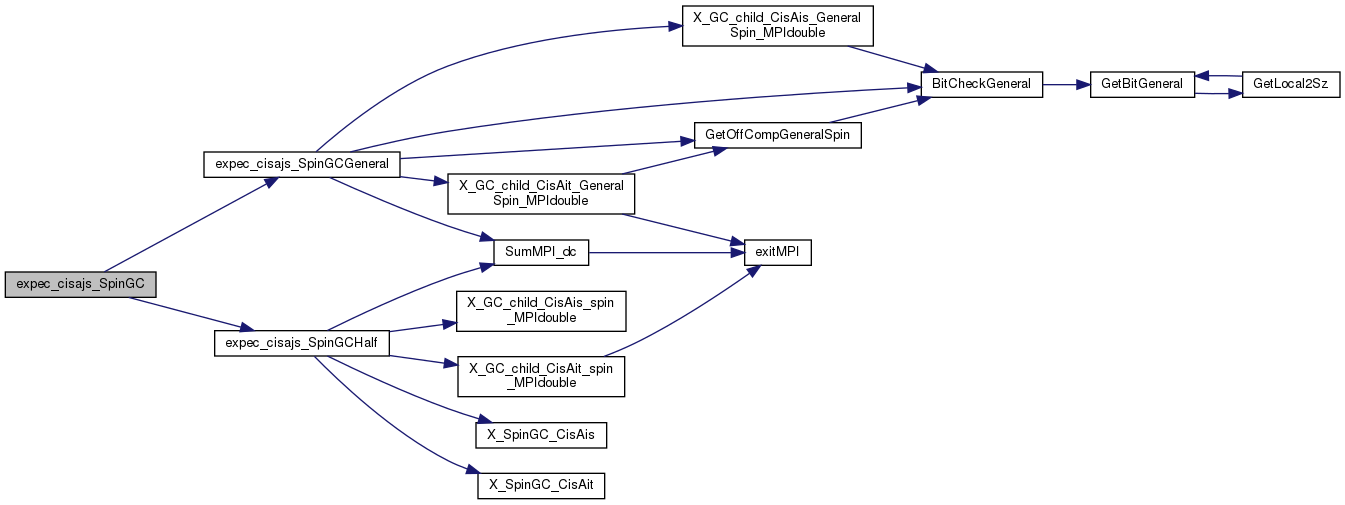 X_GC_child_CisAis_General
Spin_MPIdouble
BitCheckGeneral
GetBitGeneral
GetLocal2Sz
GetOffCompGeneralSpin
expec_cisajs_SpinGCGeneral
X_GC_child_CisAit_General
Spin_MPIdouble
SumMPI_dc
exitMPI
expec_cisajs_SpinGC
X_GC_child_CisAis_spin
_MPIdouble
expec_cisajs_SpinGCHalf
X_GC_child_CisAit_spin
_MPIdouble
X_SpinGC_CisAis
X_SpinGC_CisAit